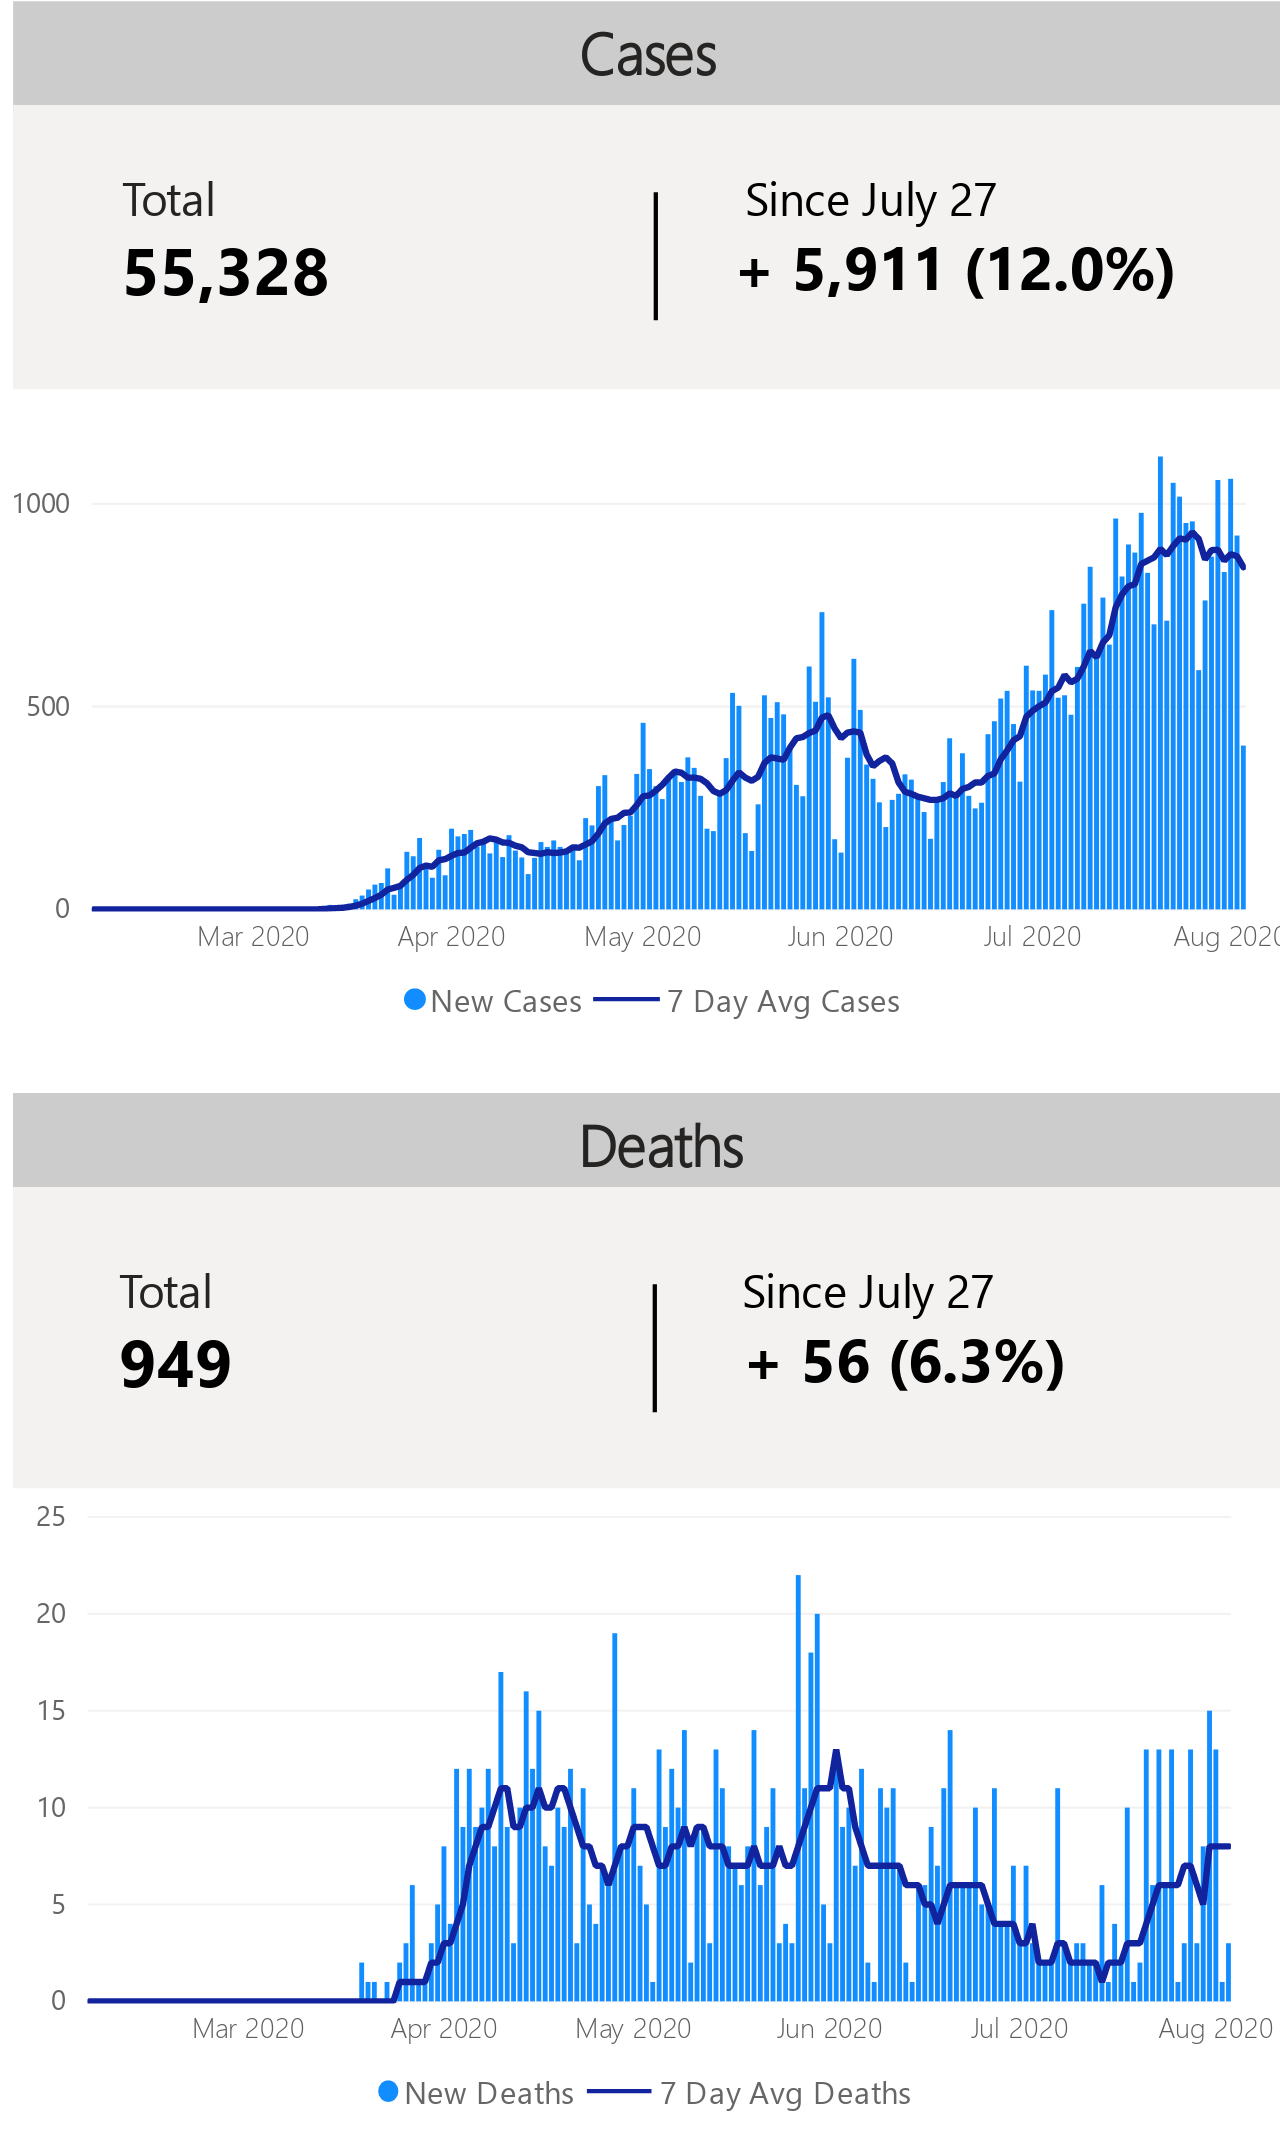 Cases
Total
Since July 27
55,328
+ 5,911 (12.0%)
1000
500
0
Mar 2020
Apr 2020
May 2020
Jun 2020
Jul 2020
Aug 2020
New Cases
7 Day Avg Cases
Deaths
Total
Since July 27
949
+ 56 (6.3%)
25
20
15
10
5
0
Mar 2020
Apr 2020
May 2020
Jun 2020
Jul 2020
Aug 2020
New Deaths
7 Day Avg Deaths